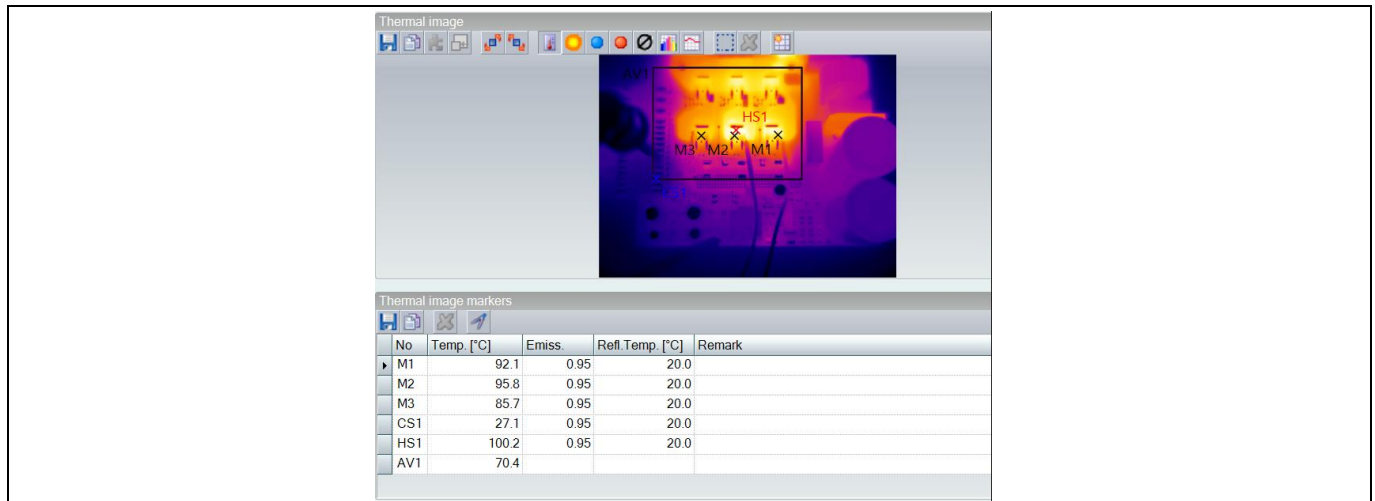 Thermal image
AV1
HS1
M3 M2 M1
CS1
Thermal image markers
No Temp. [°C] Emiss. Refl.Temp. [°C] Remark
M1 92.1 0.95 20.0
M2 95.8 0.95 20.0
M3 85.7 0.95 20.0
CS1 27.1 0.95 20.0
HS1 100.2 0.95 20.0
AV1 70.4